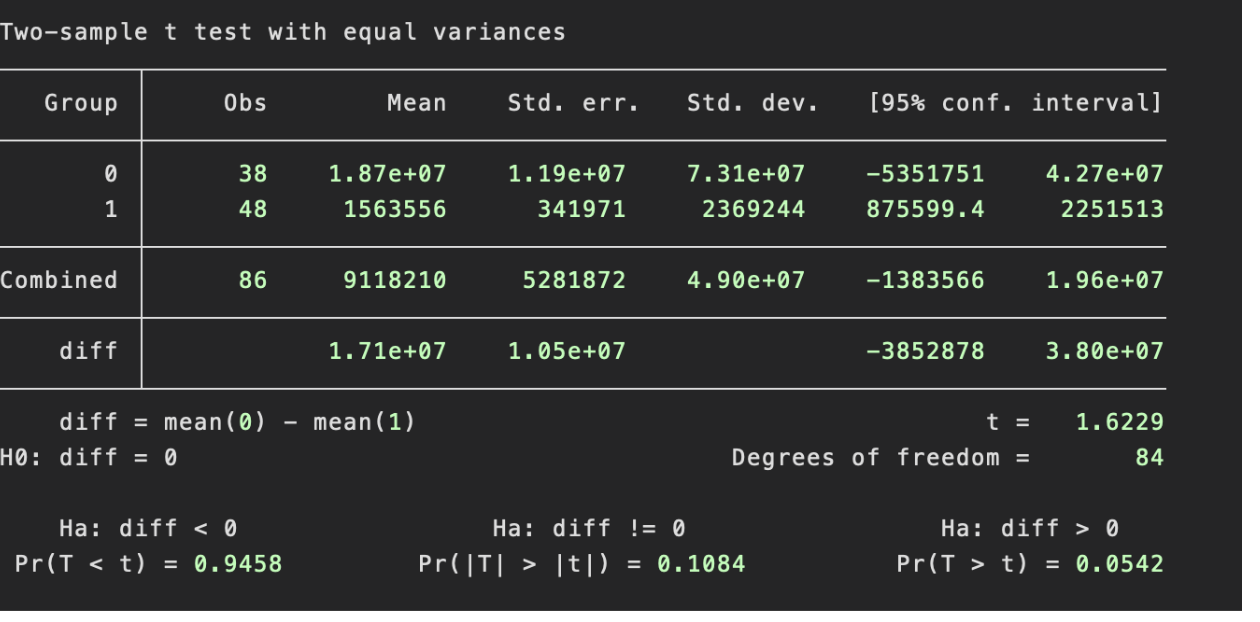 Two-sample t test with equal variances
Group Obs Mean Std. err. Std. dev. [95% conf. interval]
0 38 1.87e+07 1.19e+07 7.31e+07 -5351751 4.27e+07
1 48 1563556 341971 2369244 875599.4 2251513
Combined 86 9118210 5281872 4.90e+07 -1383566 1.96e+07
diff 1.71e+07 1.05e+07 -3852878 3.80e+07
diff = mean(0) - mean(1) t = 1.6229
H0: diff = 0 Degrees of freedom = 84
Ha: diff < 0 Ha: diff != 0 Ha: diff > 0
Pr(T < t) = 0.9458 Pr(|T| > |t|) = 0.1084 Pr(T > t) = 0.0542